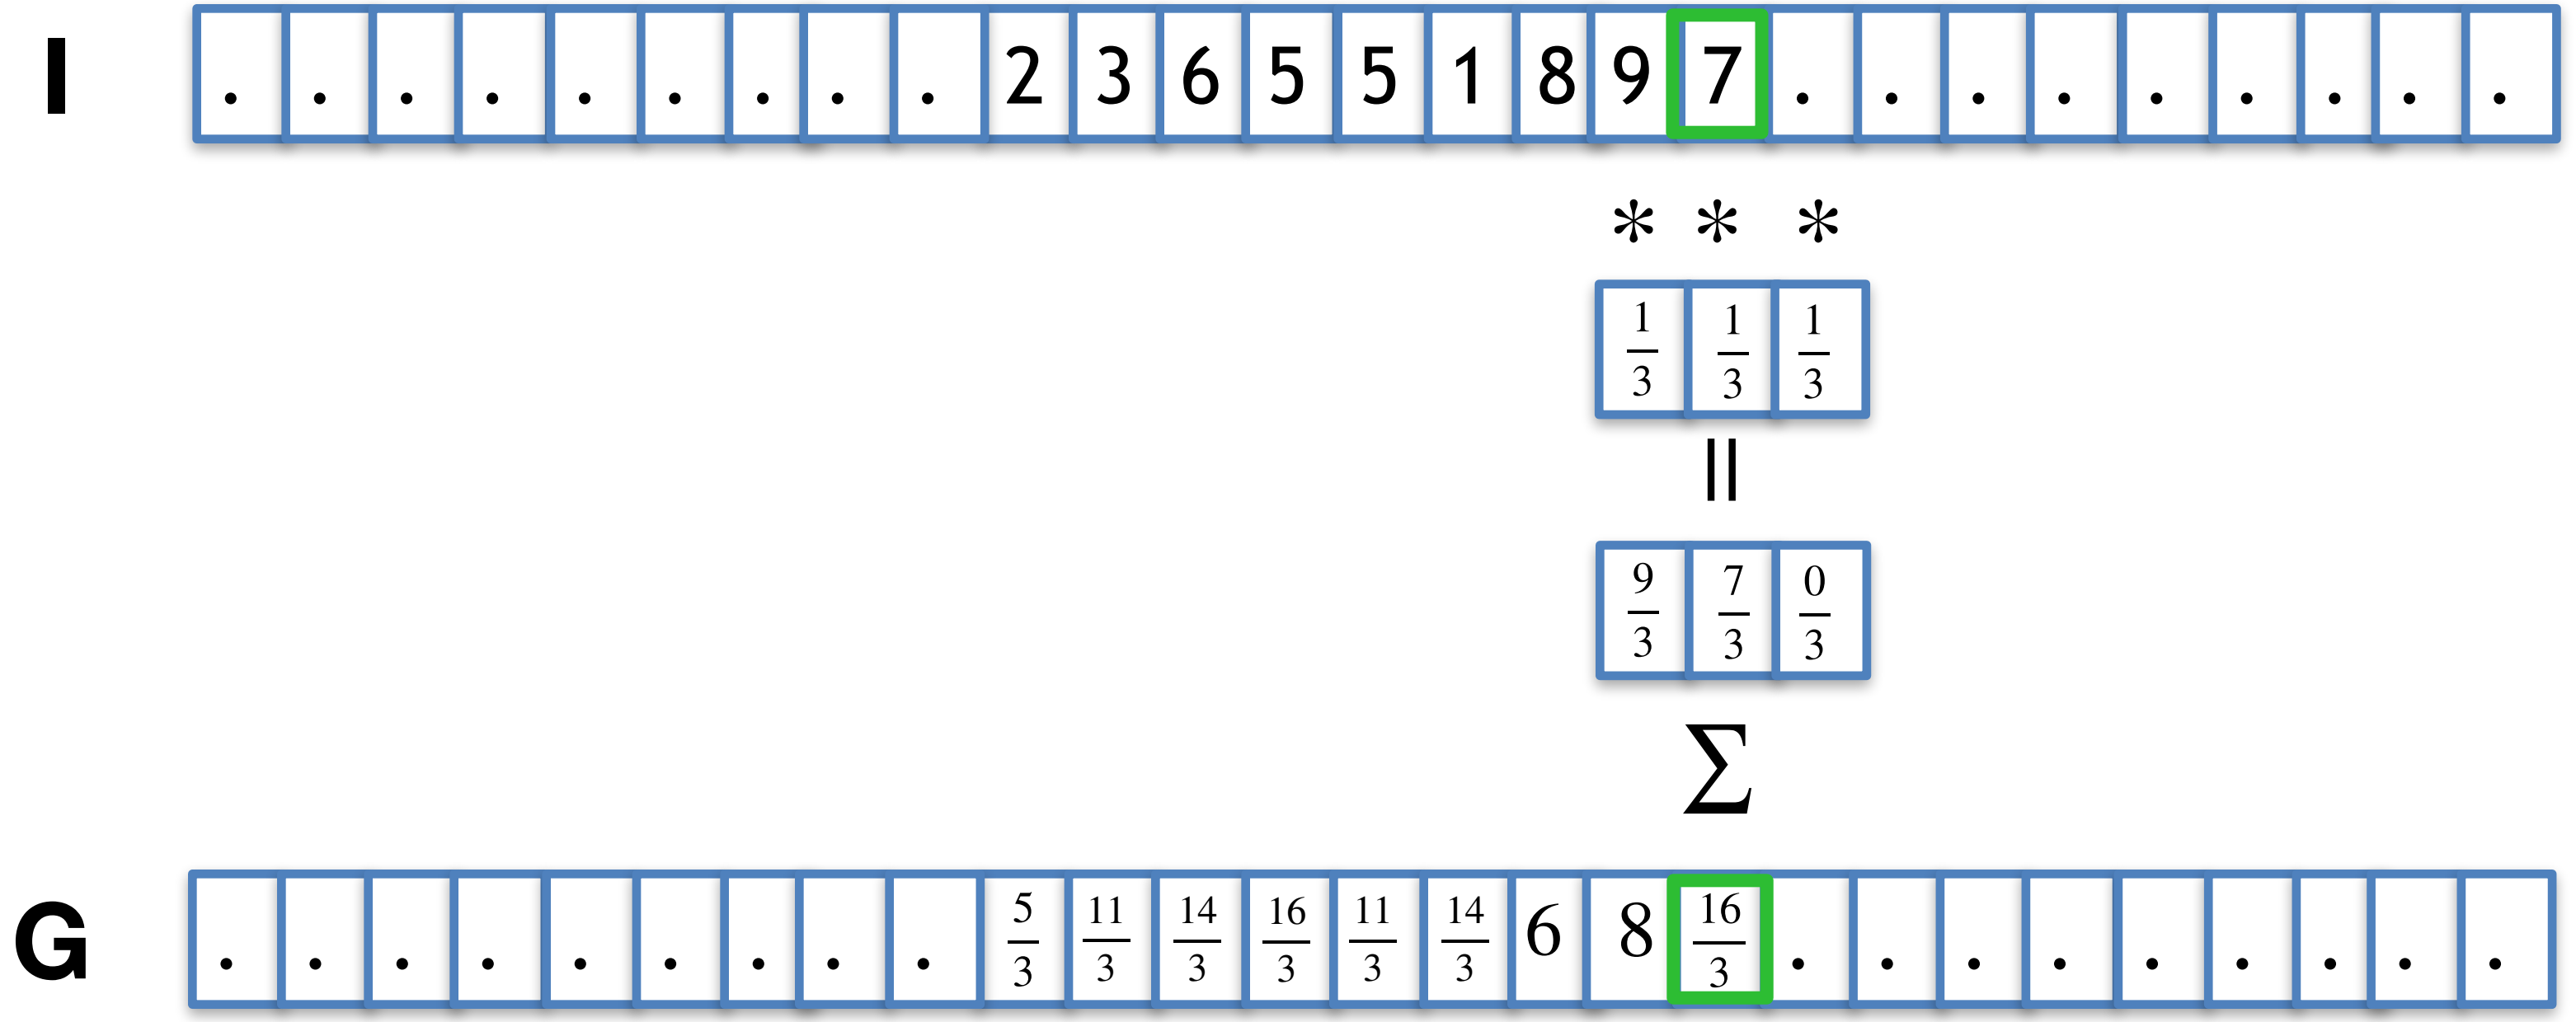 I . . . . . . . . . 2 3 6 5 5 1 8 9 7 . . . . . . . . .
* * *
1/3 1/3 1/3
=
9/3 7/3 0/3
Σ
G . . . . . . . . . 5/3 11/3 14/3 16/3 11/3 14/3 6 8 16/3 . . . . . . . . .